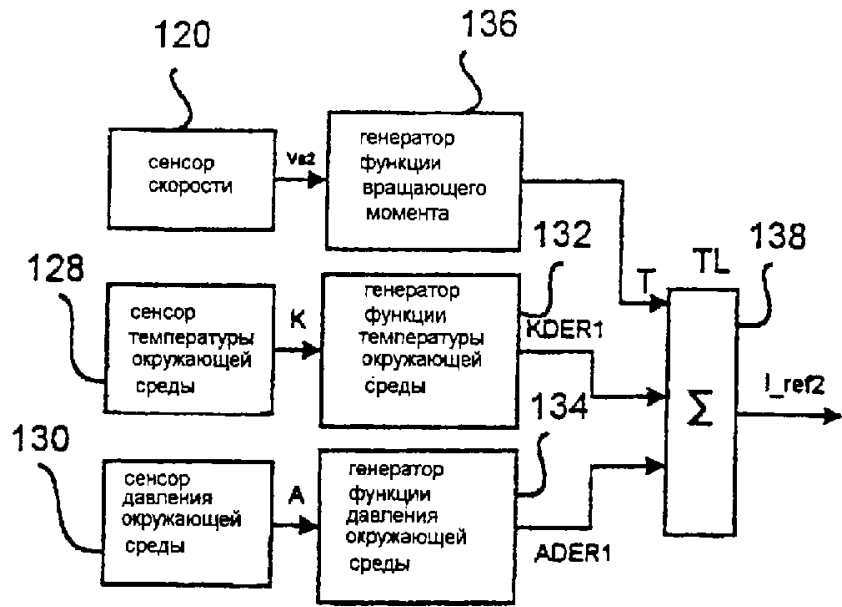 120
136
сенсор
скорости
Vs2
генератор
функции
вращающего
момента
128
132
138
сенсор
температуры
окружающей
среды
K
генератор
функции
температуры
окружающей
среды
KDER1
T
TL
Σ
I_ref2
130
134
сенсор
давления
окружающей
среды
A
генератор
функции
давления
окружающей
среды
ADER1